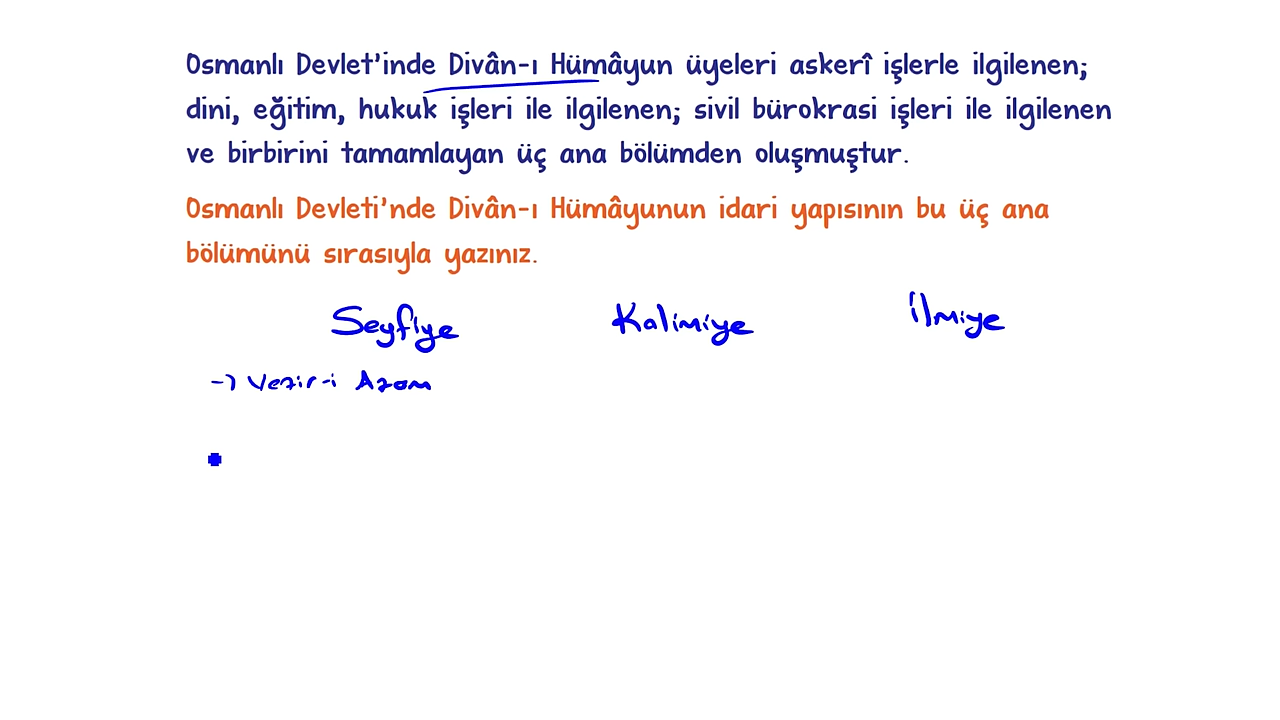 Osmanlı Devlet'inde Divân-ı Hümâyun üyeleri askerî işlerle ilgilenen;
dini, eğitim, hukuk işleri ile ilgilenen; sivil bürokrasi işleri ile ilgilenen
ve birbirini tamamlayan üç ana bölümden oluşmuştur.
Osmanlı Devleti'nde Divân-ı Hümâyunun idari yapısının bu üç ana
bölümünü sırasıyla yazınız.
Seyfiye Kalimiye İlmiye
→ Vezir-i Azam